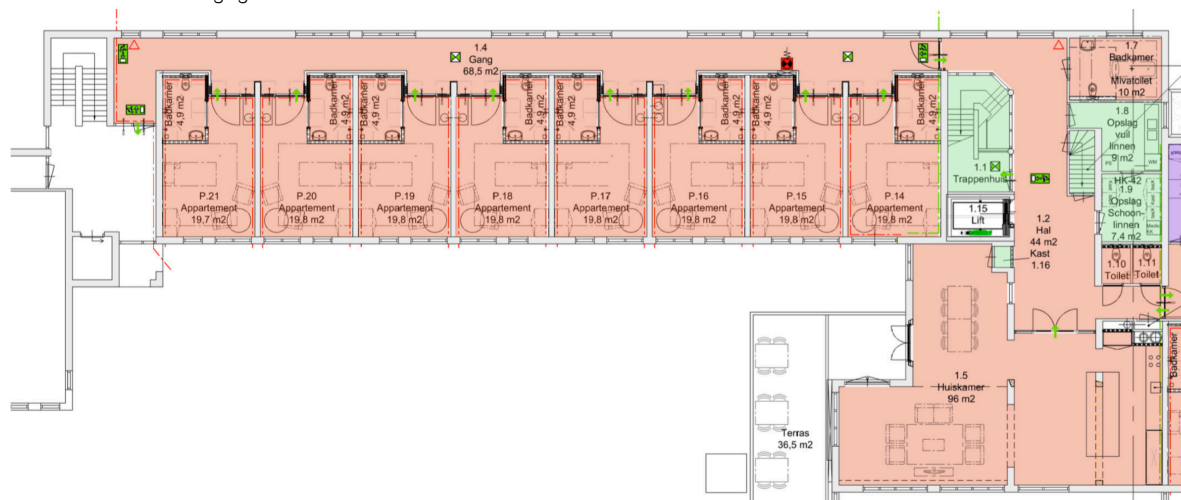 1.4
Gang
68,5 m2
1.7
Badkamer
+
Mivatoilet
10 m2
Badkamer
4,9 m2
Badkamer
4,9 m2
Badkamer
4,9 m2
Badkamer
4,9 m2
Badkamer
4,9 m2
Badkamer
4,9 m2
Badkamer
4,9 m2
Badkamer
4,9 m2
P.21
Appartement
19,7 m2
P.20
Appartement
19,8 m2
P.19
Appartement
19,8 m2
P.18
Appartement
19,8 m2
P.17
Appartement
19,8 m2
P.16
Appartement
19,8 m2
P.15
Appartement
19,8 m2
P.14
Appartement
19,8 m2
1.1
Trappenhuis
1.8
Opslag
vuil
linnen
9 m2
PS
WM
HK-42
1.9
Opslag
Schoon-
linnen
7,4 m2
1.15
Lift
1.2
Hal
44 m2
Kast
1.16
1.10
Toilet
1.11
Toilet
1.5
Huiskamer
96 m2
Terras
36,5 m2
Badkamer